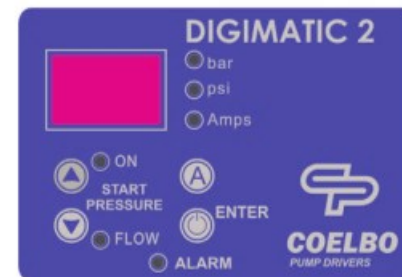 DIGIMATIC 2
bar
psi
Amps
ON
A
START
PRESSURE
ENTER
FLOW
ALARM
COELBO
PUMP DRIVERS